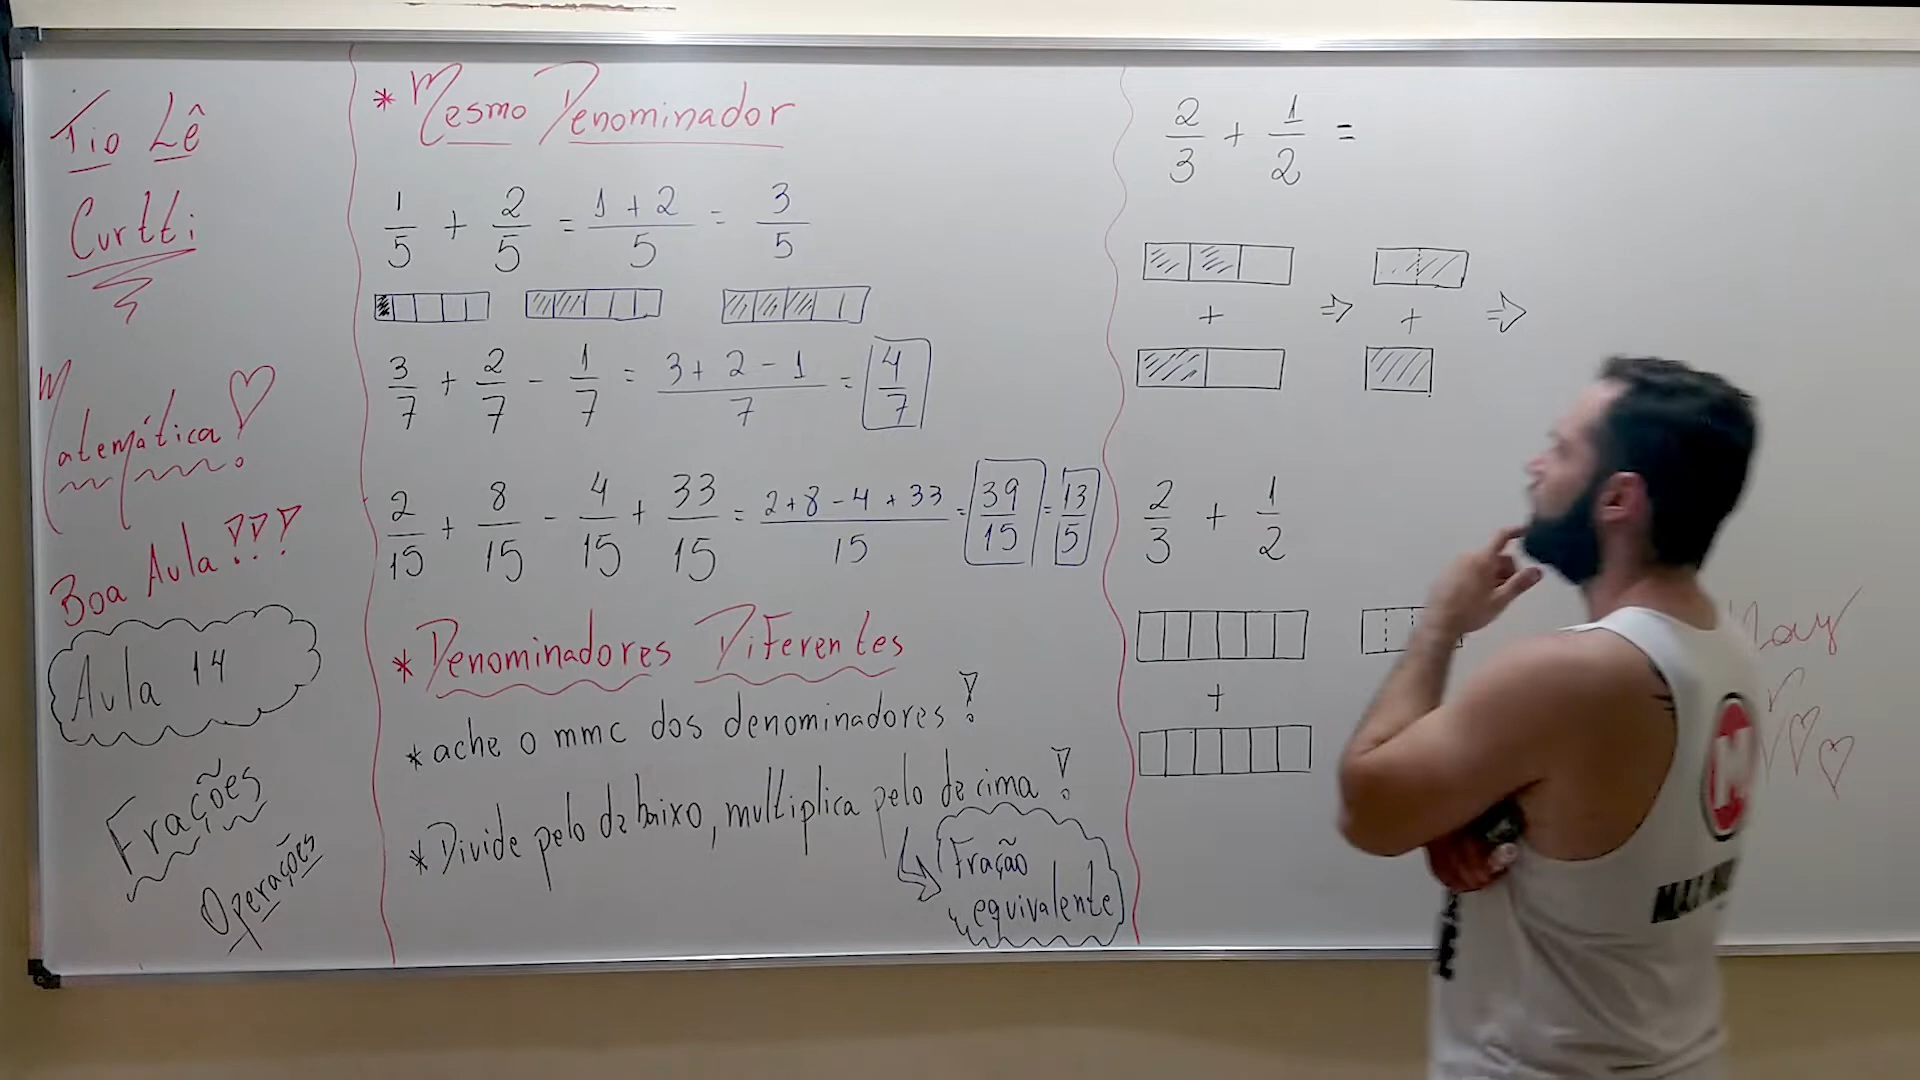 Tio Lê
Curtti
Matemática
Boa Aula!!!
Aula 14
Frações
Operações
* Mesmo Denominador
1/5 + 2/5 = (1+2)/5 = 3/5
3/7 + 2/7 - 1/7 = (3+2-1)/7 = 4/7
2/15 + 8/15 - 4/15 + 33/15 = (2+8-4+33)/15 = 39/15 = 13/5
* Denominadores Diferentes
* ache o mmc dos denominadores!
* Divide pelo de baixo, multiplica pelo de cima!
Fração
equivalente
2/3 + 1/2 =
+ ⇒ + ⇒
2/3 + 1/2
+